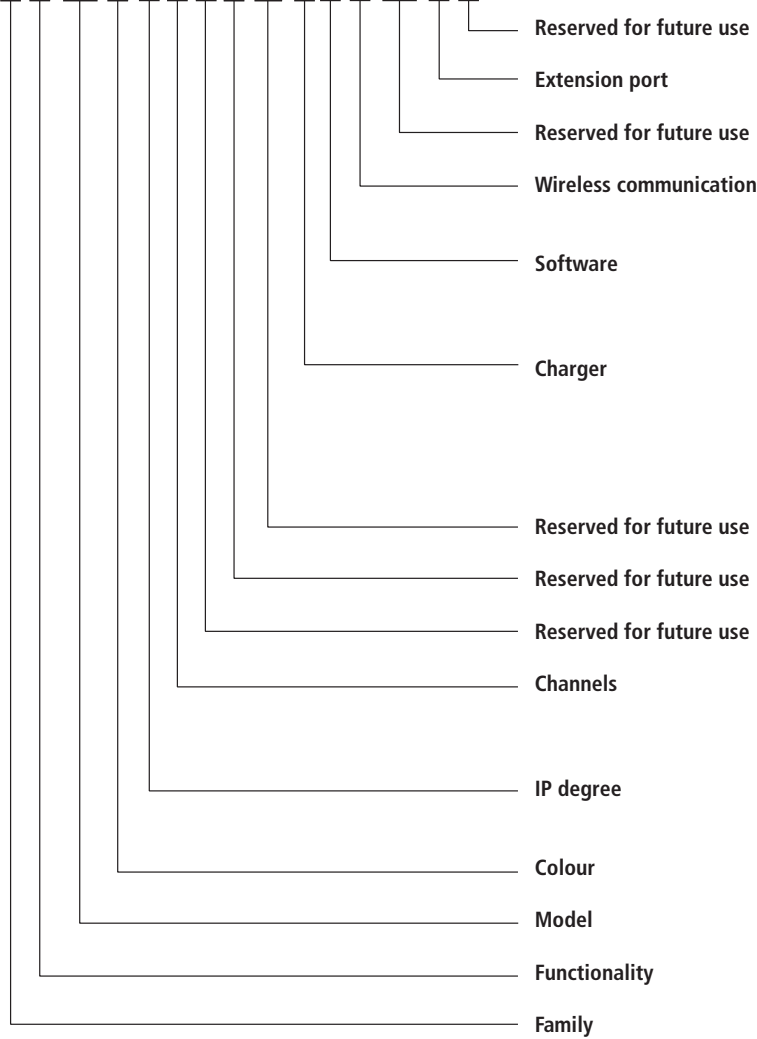 Reserved for future use
Extension port
Reserved for future use
Wireless communication
Software
Charger
Reserved for future use
Reserved for future use
Reserved for future use
Channels
IP degree
Colour
Model
Functionality
Family